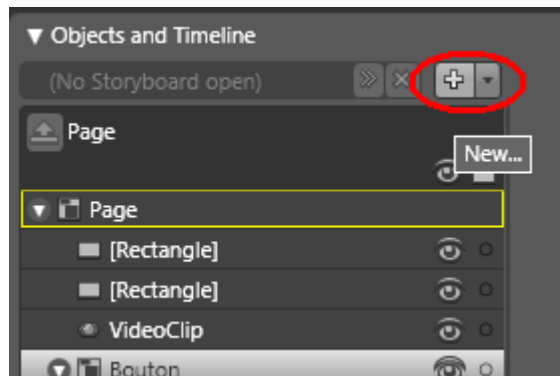 Objects and Timeline
(No Storyboard open)
Page
New...
Page
[Rectangle]
[Rectangle]
VideoClip
Bouton